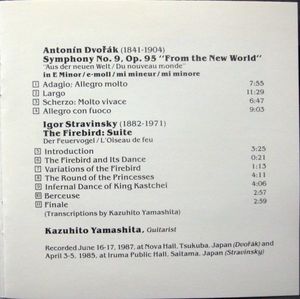 Antonín Dvořák (1841-1904)
Symphony No. 9, Op. 95 "From the New World"
"Aus der neuen Welt / Du nouveau monde"
in E Minor / e-moll / mi mineur / mi minore
1 Adagio: Allegro molto 7:55
2 Largo 11:29
3 Scherzo: Molto vivace 6:47
4 Allegro con fuoco 9:03
Igor Stravinsky (1882-1971)
The Firebird: Suite
Der Feuervogel / L'Oiseau de feu
5 Introduction 3:25
6 The Firebird and Its Dance 0:21
7 Variations of the Firebird 1:13
8 The Round of the Princesses 4:11
9 Infernal Dance of King Kastchei 4:06
10 Berceuse 2:57
11 Finale 2:59
(Transcriptions by Kazuhito Yamashita)
Kazuhito Yamashita, Guitarist
Recorded June 16-17, 1987, at Nova Hall, Tsukuba, Japan (Dvořák) and
April 3-5, 1985, at Iruma Public Hall, Saitama, Japan (Stravinsky)